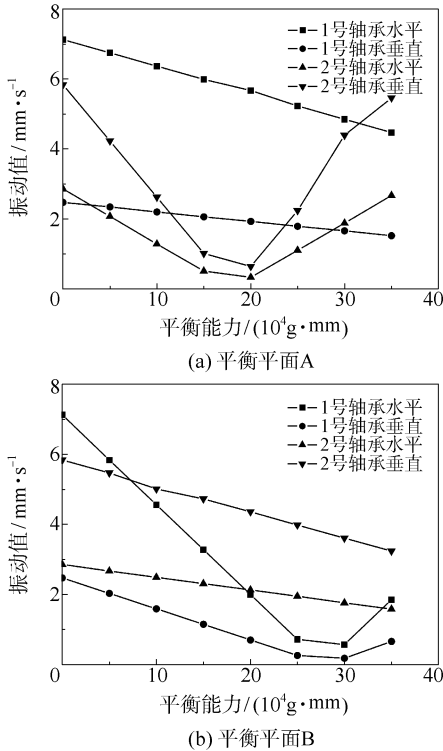 8
6
4
2
0
0
10
20
30
40
振动值/mm·s⁻¹
1号轴承水平
1号轴承垂直
2号轴承水平
2号轴承垂直
平衡能力/(10⁴g·mm)
(a) 平衡平面A
8
6
4
2
0
0
10
20
30
40
振动值/mm·s⁻¹
1号轴承水平
1号轴承垂直
2号轴承水平
2号轴承垂直
平衡能力/(10⁴g·mm)
(b) 平衡平面B